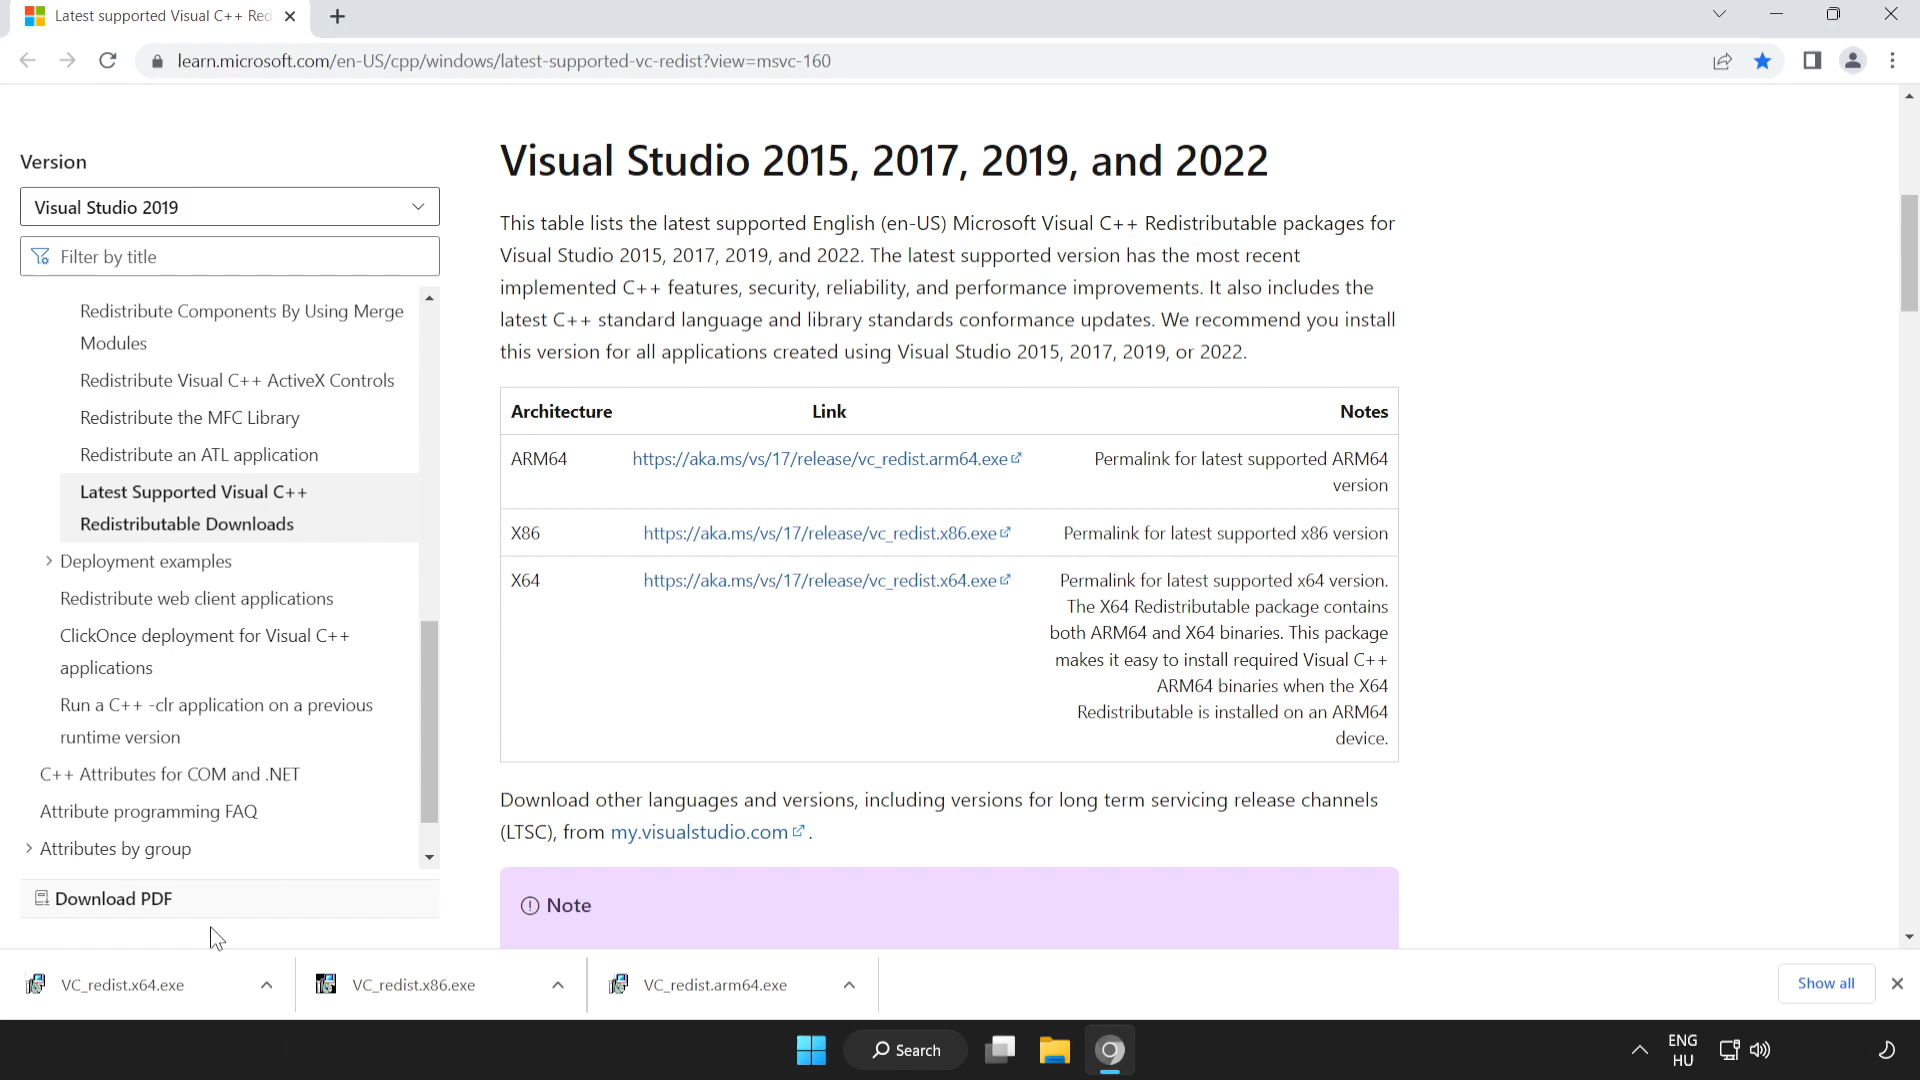 Latest supported Visual C++ Red
learn.microsoft.com/en-US/cpp/windows/latest-supported-vc-redist?view=msvc-160
Version
Visual Studio 2019
Filter by title
Redistribute Components By Using Merge
Modules
Redistribute Visual C++ ActiveX Controls
Redistribute the MFC Library
Redistribute an ATL application
Latest Supported Visual C++
Redistributable Downloads
Deployment examples
Redistribute web client applications
ClickOnce deployment for Visual C++
applications
Run a C++ -clr application on a previous
runtime version
C++ Attributes for COM and .NET
Attribute programming FAQ
Attributes by group
Download PDF
Visual Studio 2015, 2017, 2019, and 2022
This table lists the latest supported English (en-US) Microsoft Visual C++ Redistributable packages for
Visual Studio 2015, 2017, 2019, and 2022. The latest supported version has the most recent
implemented C++ features, security, reliability, and performance improvements. It also includes the
latest C++ standard language and library standards conformance updates. We recommend you install
this version for all applications created using Visual Studio 2015, 2017, 2019, or 2022.
Architecture Link Notes
ARM64 https://aka.ms/vs/17/release/vc_redist.arm64.exe Permalink for latest supported ARM64
version
X86 https://aka.ms/vs/17/release/vc_redist.x86.exe Permalink for latest supported x86 version
X64 https://aka.ms/vs/17/release/vc_redist.x64.exe Permalink for latest supported x64 version.
The X64 Redistributable package contains
both ARM64 and X64 binaries. This package
makes it easy to install required Visual C++
ARM64 binaries when the X64
Redistributable is installed on an ARM64
device.
Download other languages and versions, including versions for long term servicing release channels
(LTSC), from my.visualstudio.com .
Note
VC_redist.x64.exe VC_redist.x86.exe VC_redist.arm64.exe Show all
Search
ENG
HU